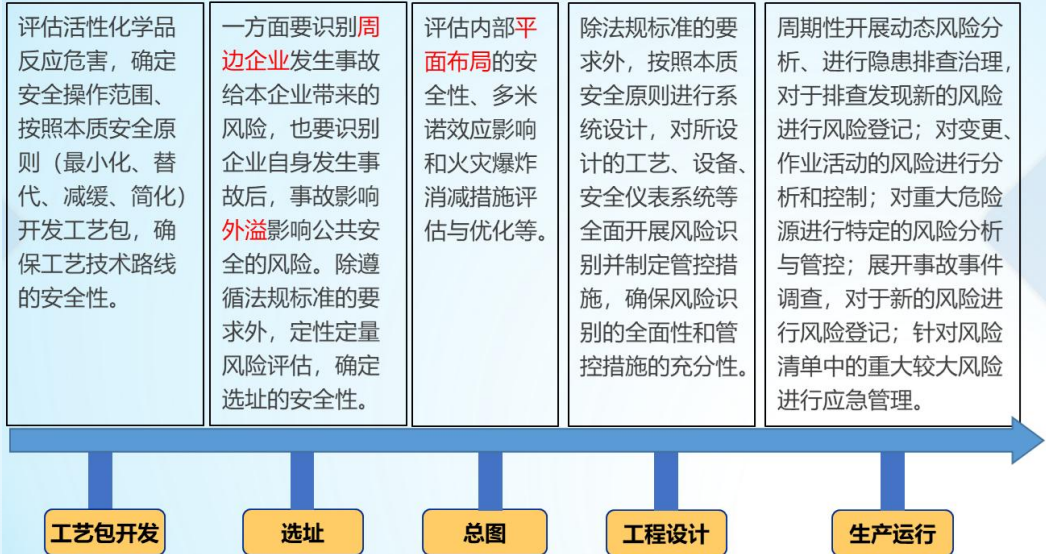 评估活性化学品
反应危害，确定
安全操作范围、
按照本质安全原
则（最小化、替
代、减缓、简化）
开发工艺包，确
保工艺技术路线
的安全性。
一方面要识别周
边企业发生事故
给本企业带来的
风险，也要识别
企业自身发生事
故后，事故影响
外溢影响公共安
全的风险。除遵
循法规标准的要
求外，定性定量
风险评估，确定
选址的安全性。
评估内部平
面布局的安
全性、多米
诺效应影响
和火灾爆炸
消减措施评
估与优化等。
除法规标准的要
求外，按照本质
安全原则进行系
统设计，对所设
计的工艺、设备、
安全仪表系统等
全面开展风险识
别并制定管控措
施，确保风险识
别的全面性和管
控措施的充分性。
周期性开展动态风险分
析、进行隐患排查治理，
对于排查发现新的风险
进行风险登记；对变更、
作业活动的风险进行分
析和控制；对重大危险
源进行特定的风险分析
与管控；展开事故事件
调查，对于新的风险进
行风险登记；针对风险
清单中的重大较大风险
进行应急管理。
工艺包开发
选址
总图
工程设计
生产运行